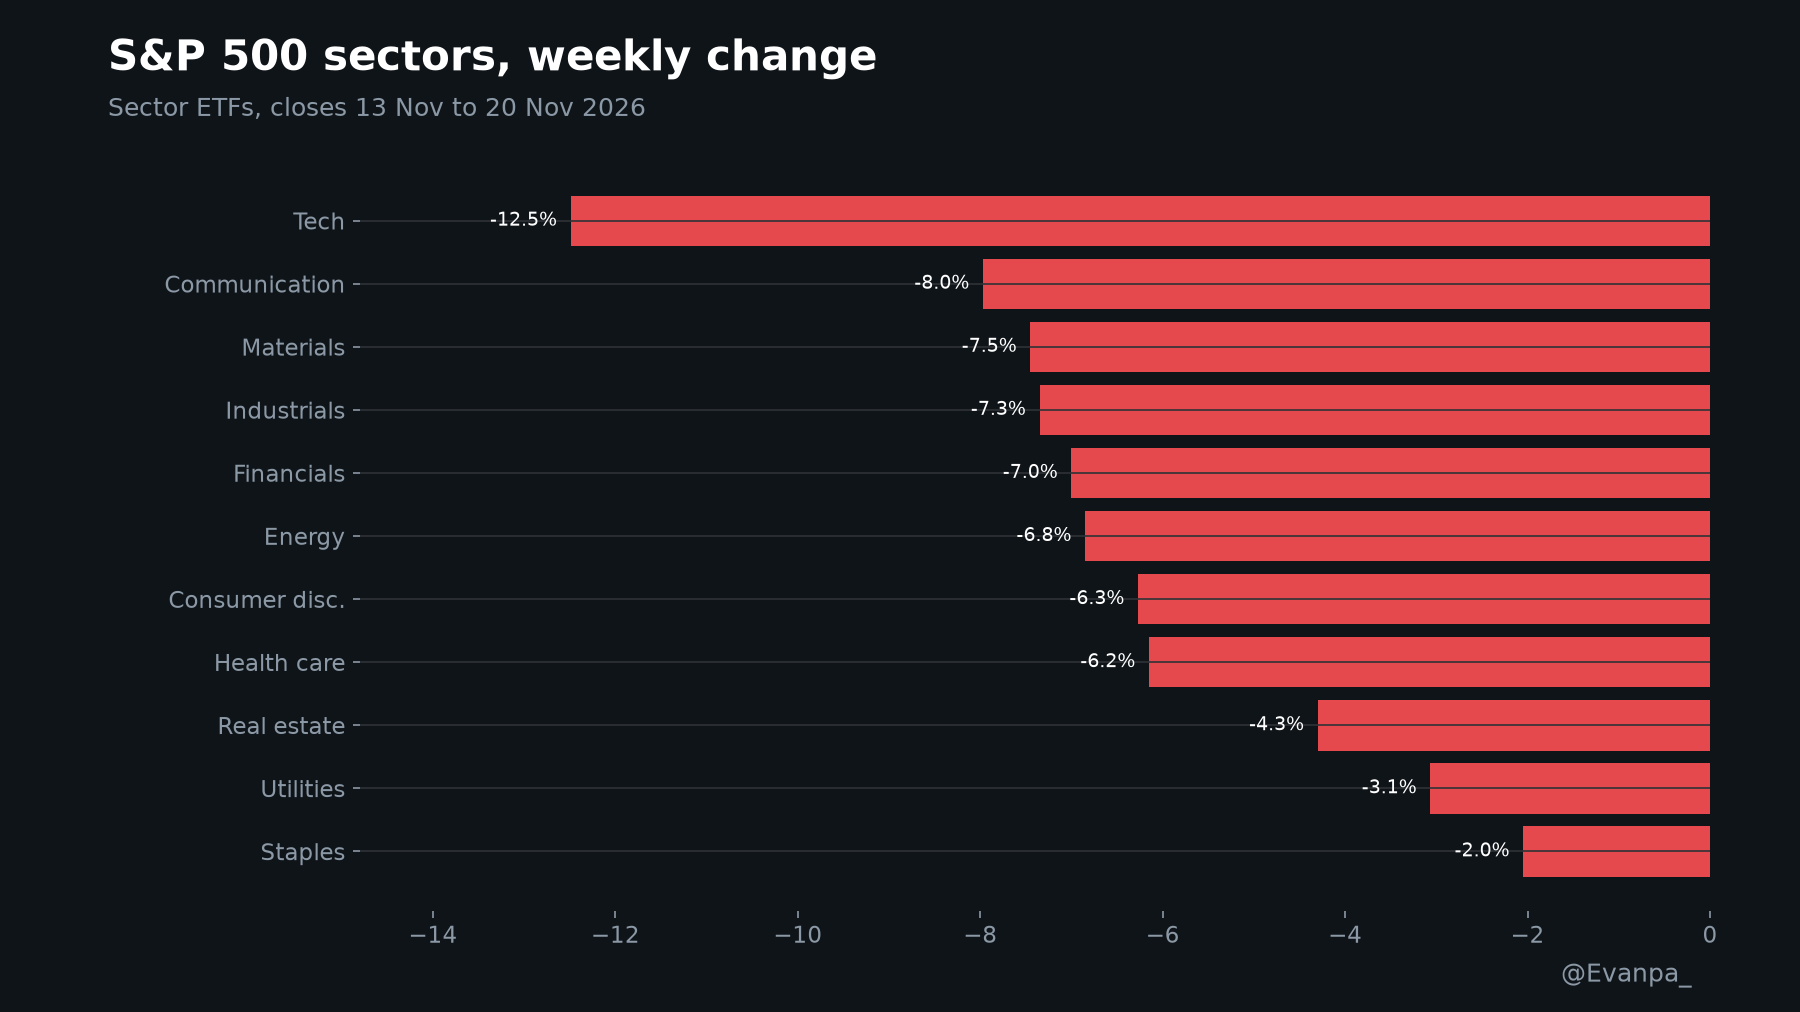 S&P 500 sectors, weekly change
Sector ETFs, closes 13 Nov to 20 Nov 2026
Tech -12.5%
Communication -8.0%
Materials -7.5%
Industrials -7.3%
Financials -7.0%
Energy -6.8%
Consumer disc. -6.3%
Health care -6.2%
Real estate -4.3%
Utilities -3.1%
Staples -2.0%
−14 −12 −10 −8 −6 −4 −2 0
@Evanpa_